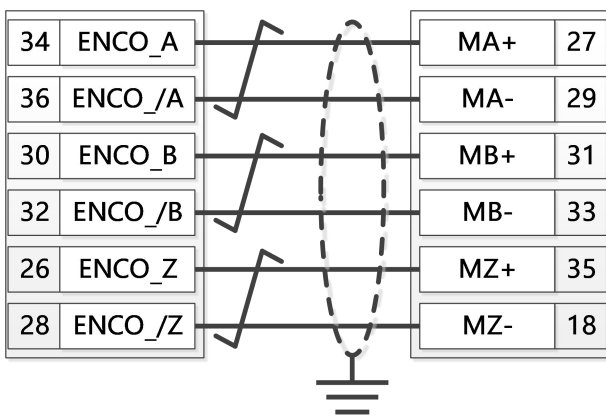 34 ENCO_A MA+ 27
36 ENCO_/A MA- 29
30 ENCO_B MB+ 31
32 ENCO_/B MB- 33
26 ENCO_Z MZ+ 35
28 ENCO_/Z MZ- 18